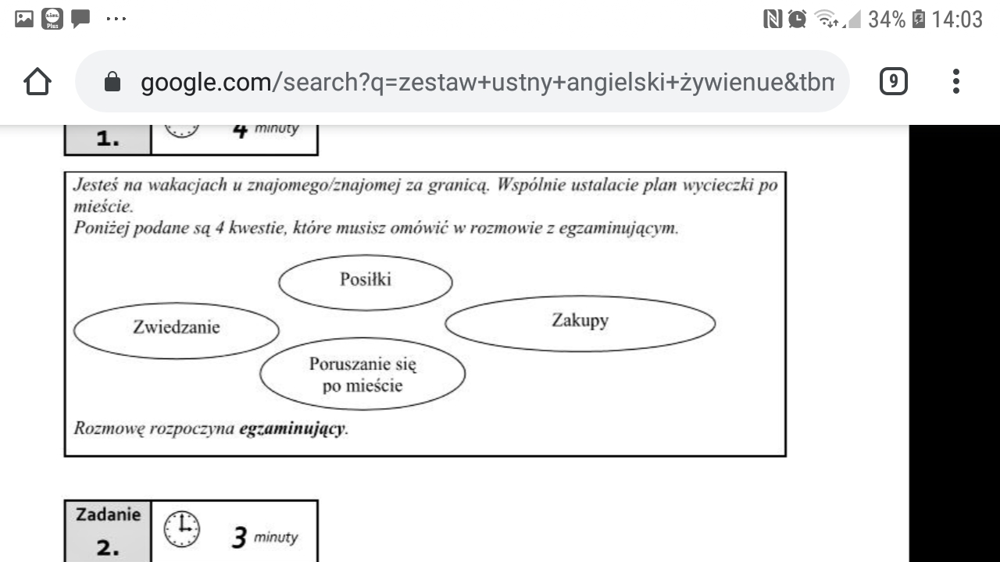 Plus
34% 14:03
google.com/search?q=zestaw+ustny+angielski+żywienue&tbm
9
1. 4 minuty
Jesteś na wakacjach u znajomego/znajomej za granicą. Wspólnie ustalacie plan wycieczki po
mieście.
Poniżej podane są 4 kwestie, które musisz omówić w rozmowie z egzaminującym.
Posiłki
Zwiedzanie
Zakupy
Poruszanie się
po mieście
Rozmowę rozpoczyna egzaminujący.
Zadanie
2. 3 minuty